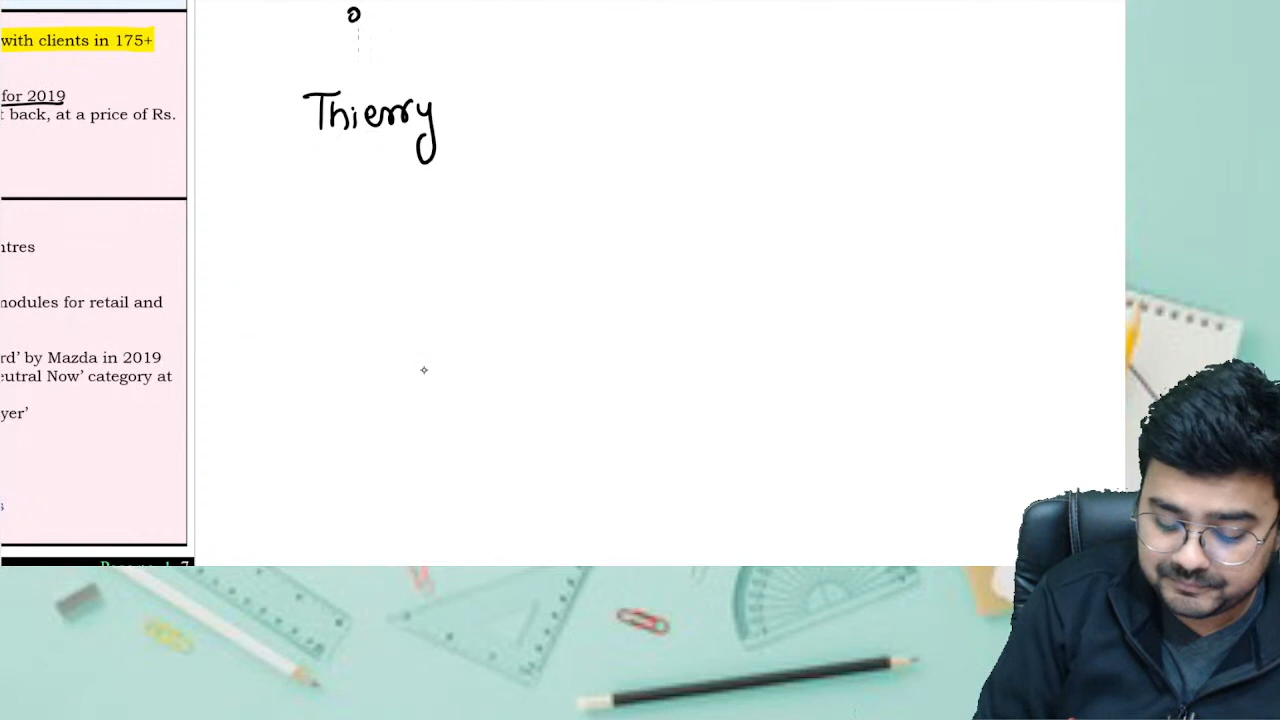 with clients in 175+
for 2019
t back, at a price of Rs.
ntres
nodules for retail and
rd' by Mazda in 2019
eutral Now' category at
yer'
s
Thierry